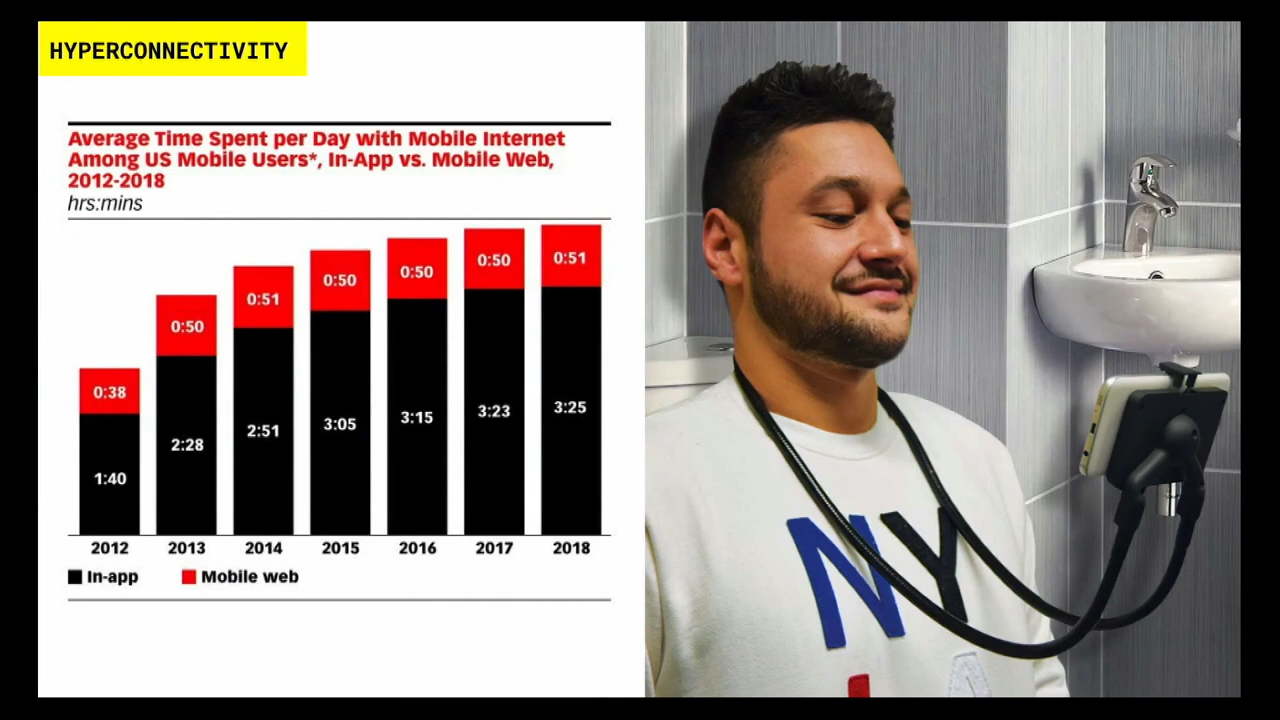 HYPERCONNECTIVITY
Average Time Spent per Day with Mobile Internet
Among US Mobile Users*, In-App vs. Mobile Web,
2012-2018
hrs:mins
0:38
0:50
0:51
0:50
0:50
0:50
0:51
1:40
2:28
2:51
3:05
3:15
3:23
3:25
2012
2013
2014
2015
2016
2017
2018
In-app
Mobile web
NY
LA